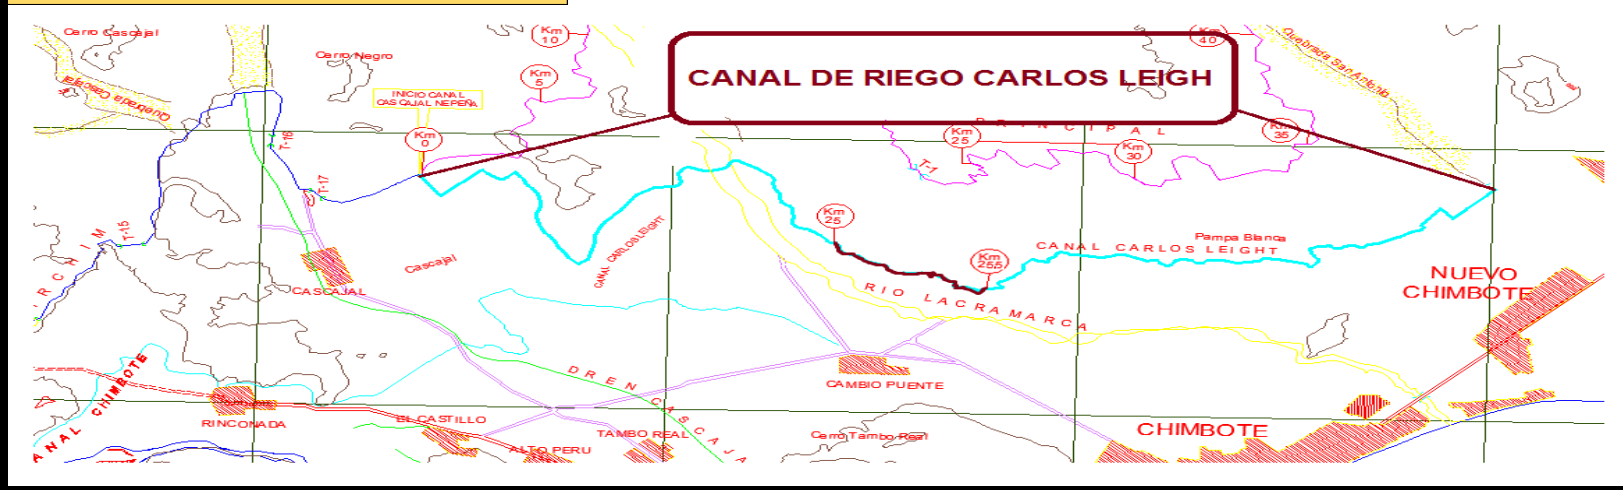 Cerro Cascajal
Km
10
Km
40
Quebrada San Antonio
Cerro Negro
CANAL DE RIEGO CARLOS LEIGH
Km
5
Quebrada Cascajal
INICIO CANAL
CASCAJAL NEPEÑA
Km
0
T-16
PRINCIPAL
Km
25
Km
35
Km
30
T-1
T-17
Km
25
T-15
CANAL CARLOS LEIGHT
Pampa Blanca
CANAL CARLOS LEIGHT
Km
25.5
Cascajal
NUEVO
CHIMBOTE
CASCAJAL
RIO LACRAMARCA
CANAL CHIMBOTE
DREN CASCAJA
CAMBIO PUENTE
RINCONADA
EL CASTILLO
TAMBO REAL
Cerro Tambo Real
CHIMBOTE
ALTO PERU